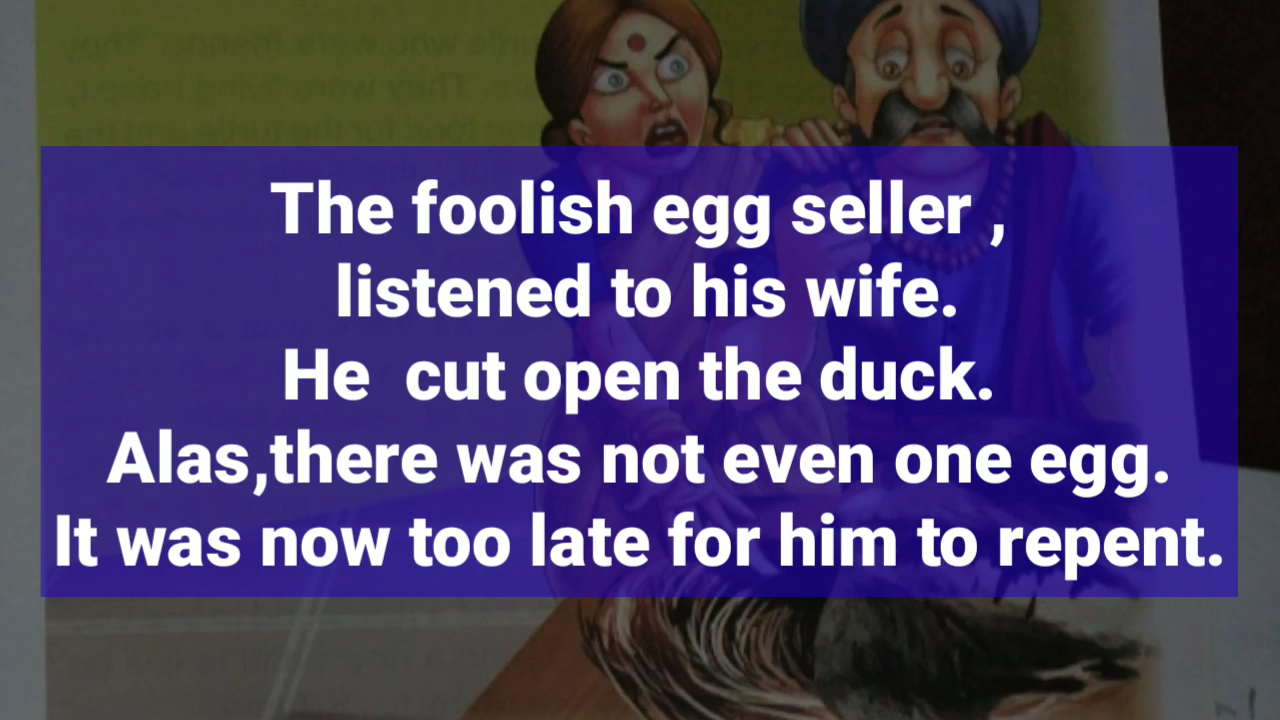 The foolish egg seller ,
listened to his wife.
He cut open the duck.
Alas,there was not even one egg.
It was now too late for him to repent.